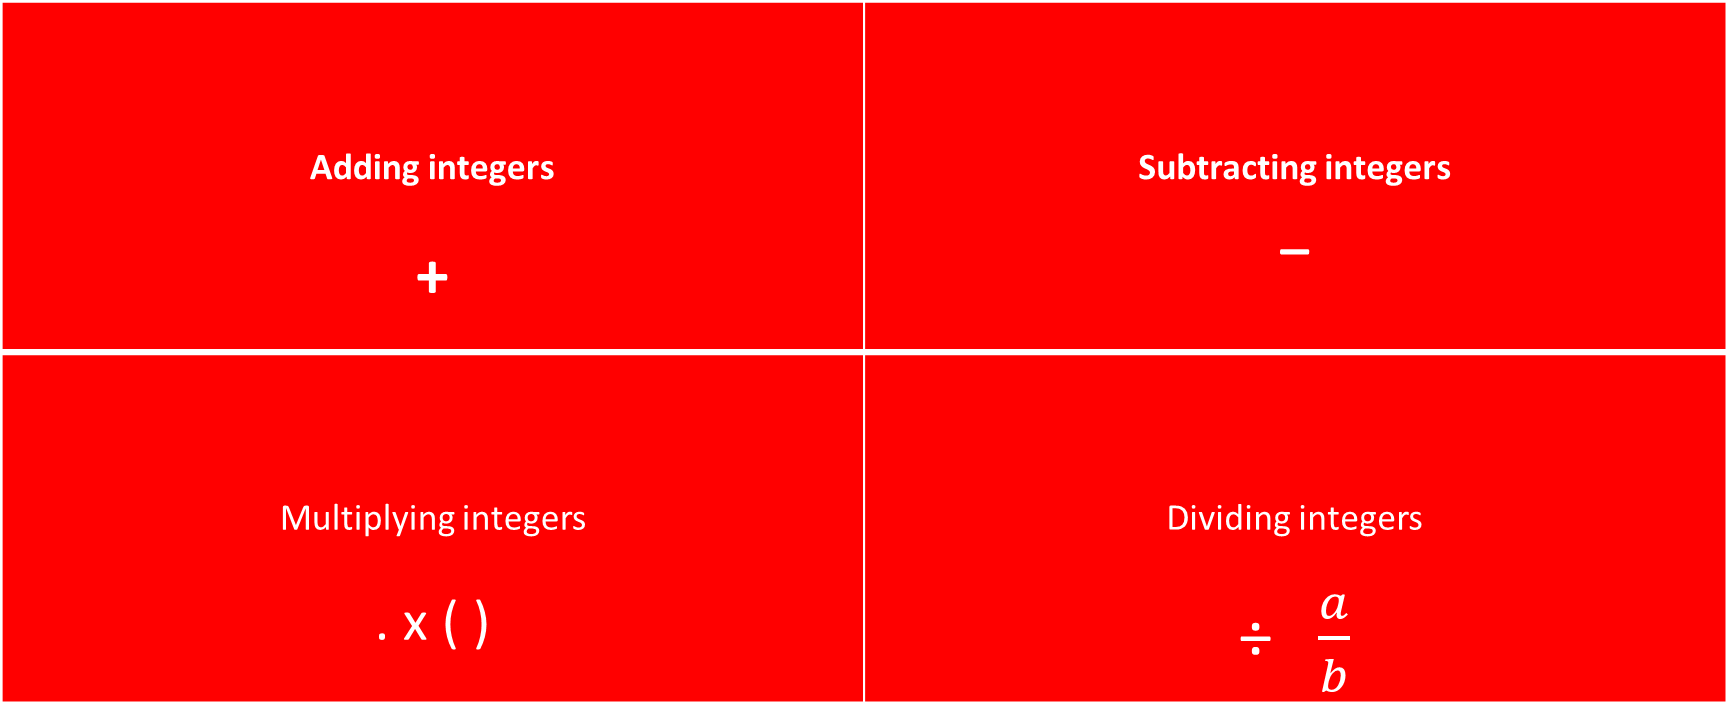 Adding integers
+
Subtracting integers
–
Multiplying integers
. x ( )
Dividing integers
÷ a/b